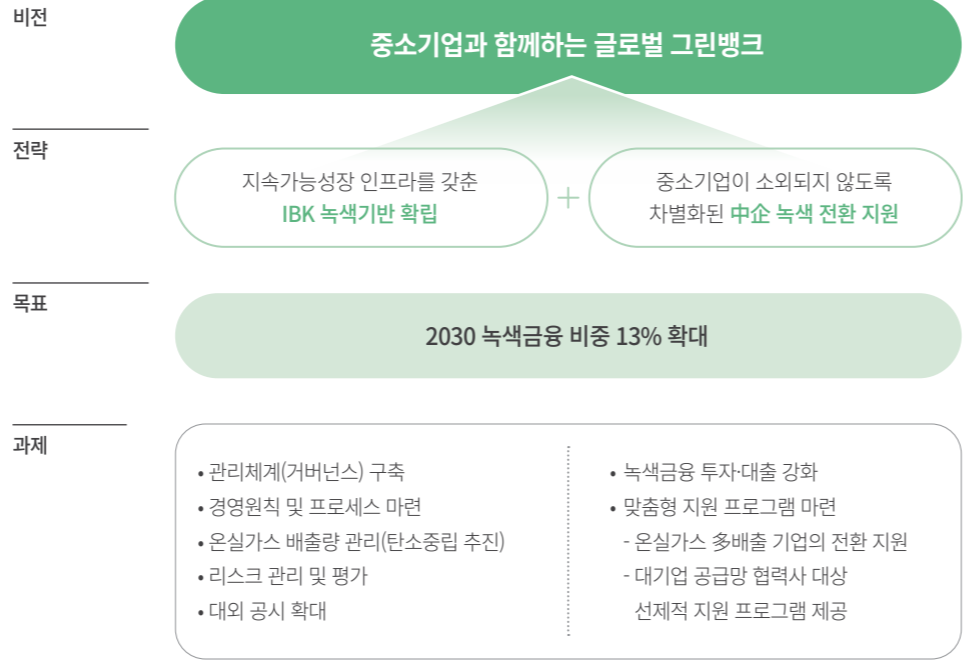 비전
중소기업과 함께하는 글로벌 그린뱅크
전략
지속가능성장 인프라를 갖춘
IBK 녹색기반 확립
+
중소기업이 소외되지 않도록
차별화된 中企 녹색 전환 지원
목표
2030 녹색금융 비중 13% 확대
과제
• 관리체계(거버넌스) 구축
• 경영원칙 및 프로세스 마련
• 온실가스 배출량 관리(탄소중립 추진)
• 리스크 관리 및 평가
• 대외 공시 확대
• 녹색금융 투자·대출 강화
• 맞춤형 지원 프로그램 마련
- 온실가스 多배출 기업의 전환 지원
- 대기업 공급망 협력사 대상
선제적 지원 프로그램 제공